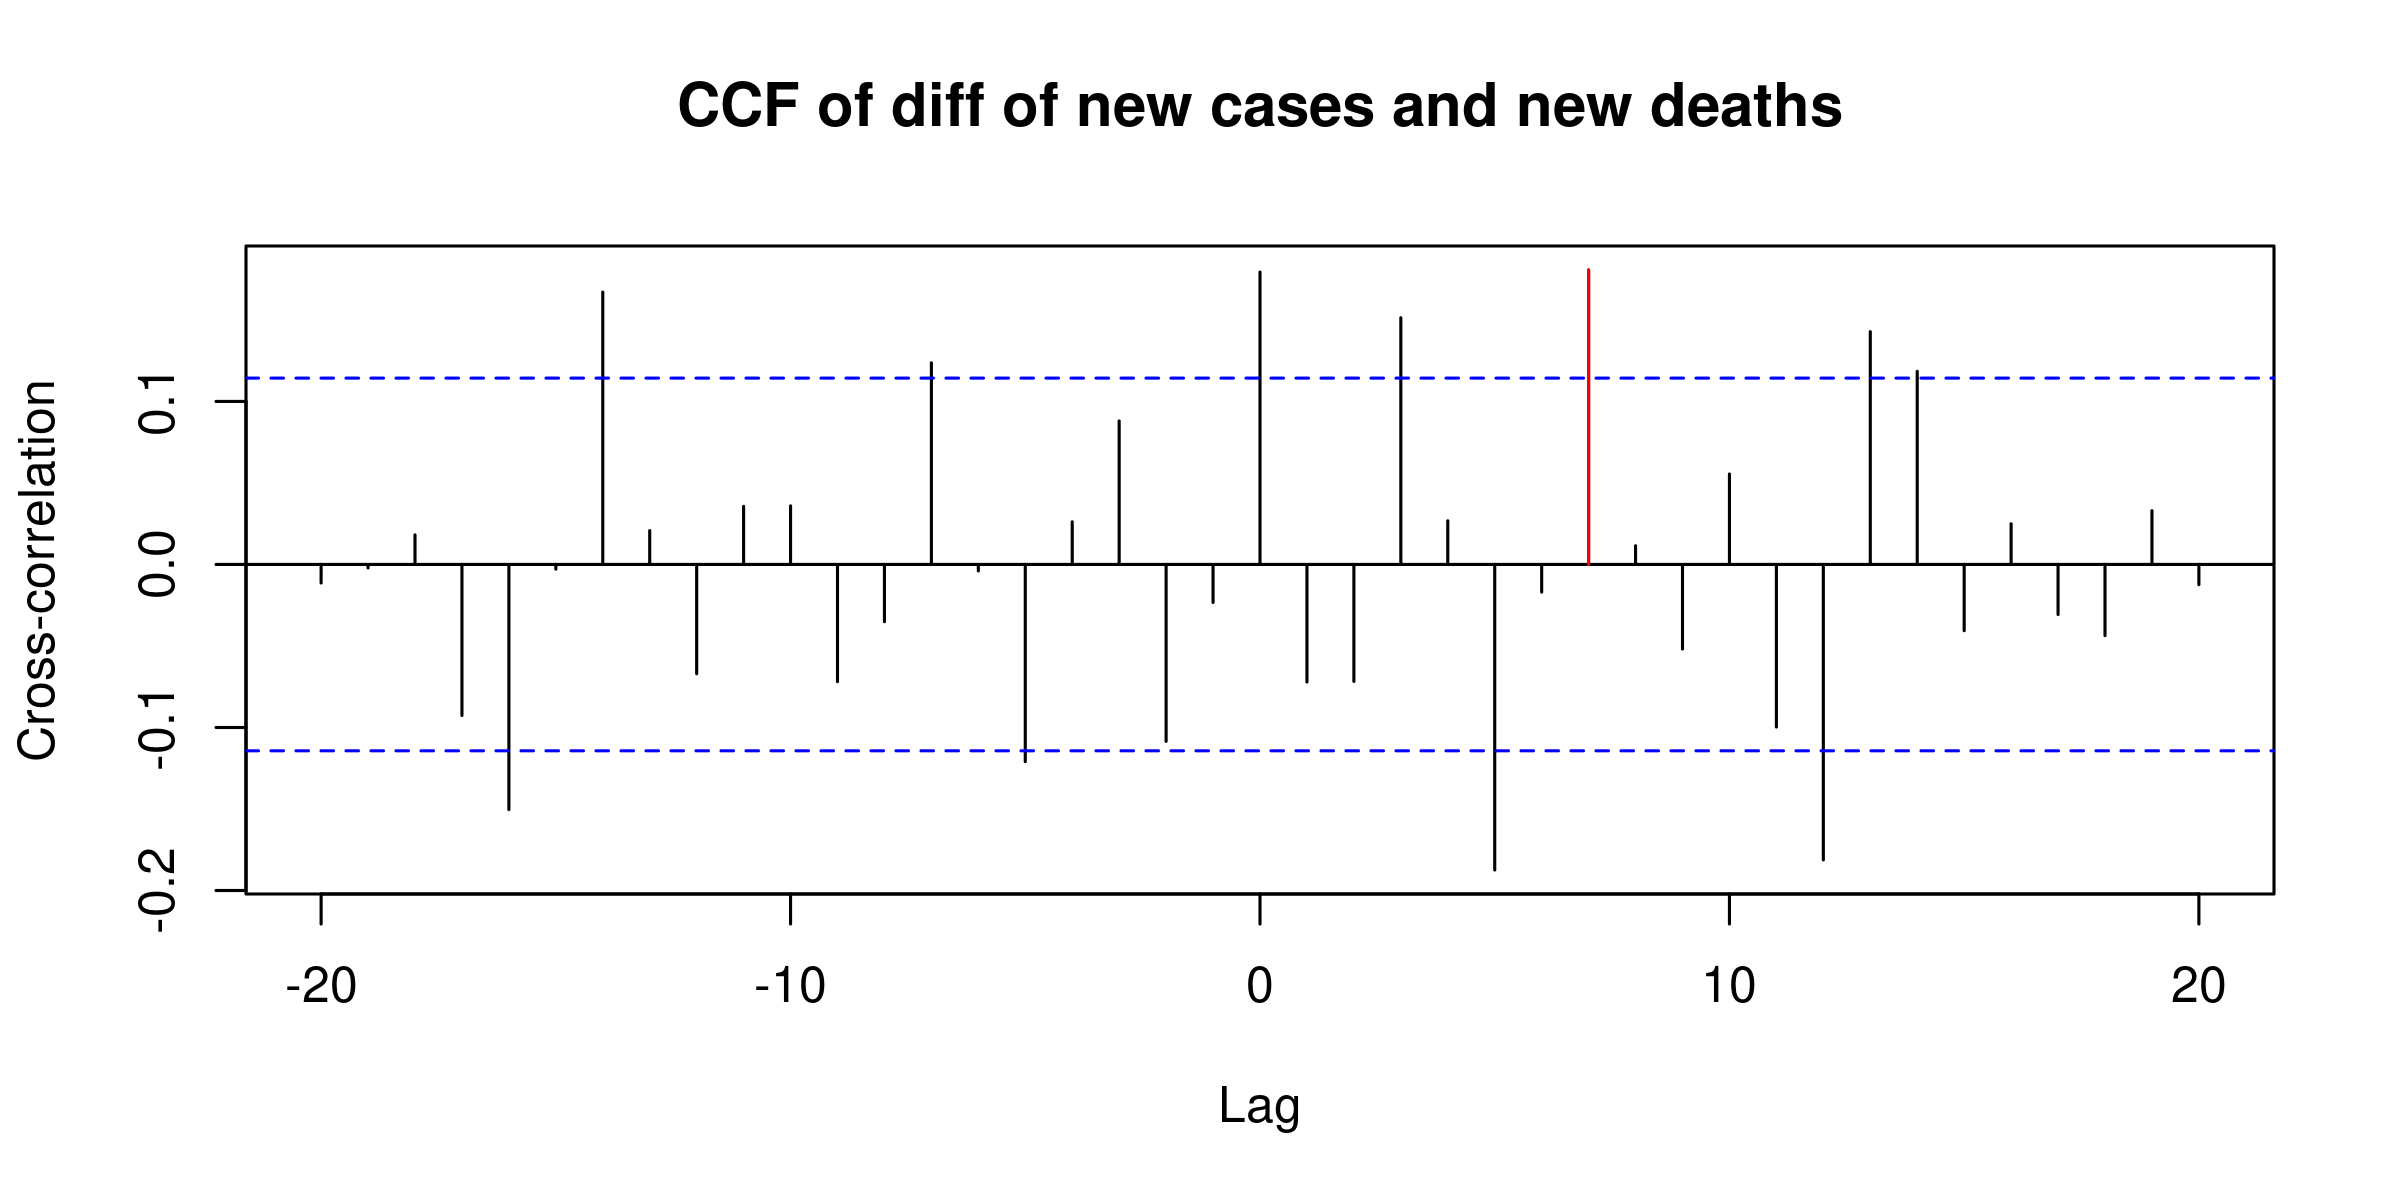 CCF of diff of new cases and new deaths
Cross-correlation
0.1
0.0
-0.1
-0.2
-20 -10 0 10 20
Lag